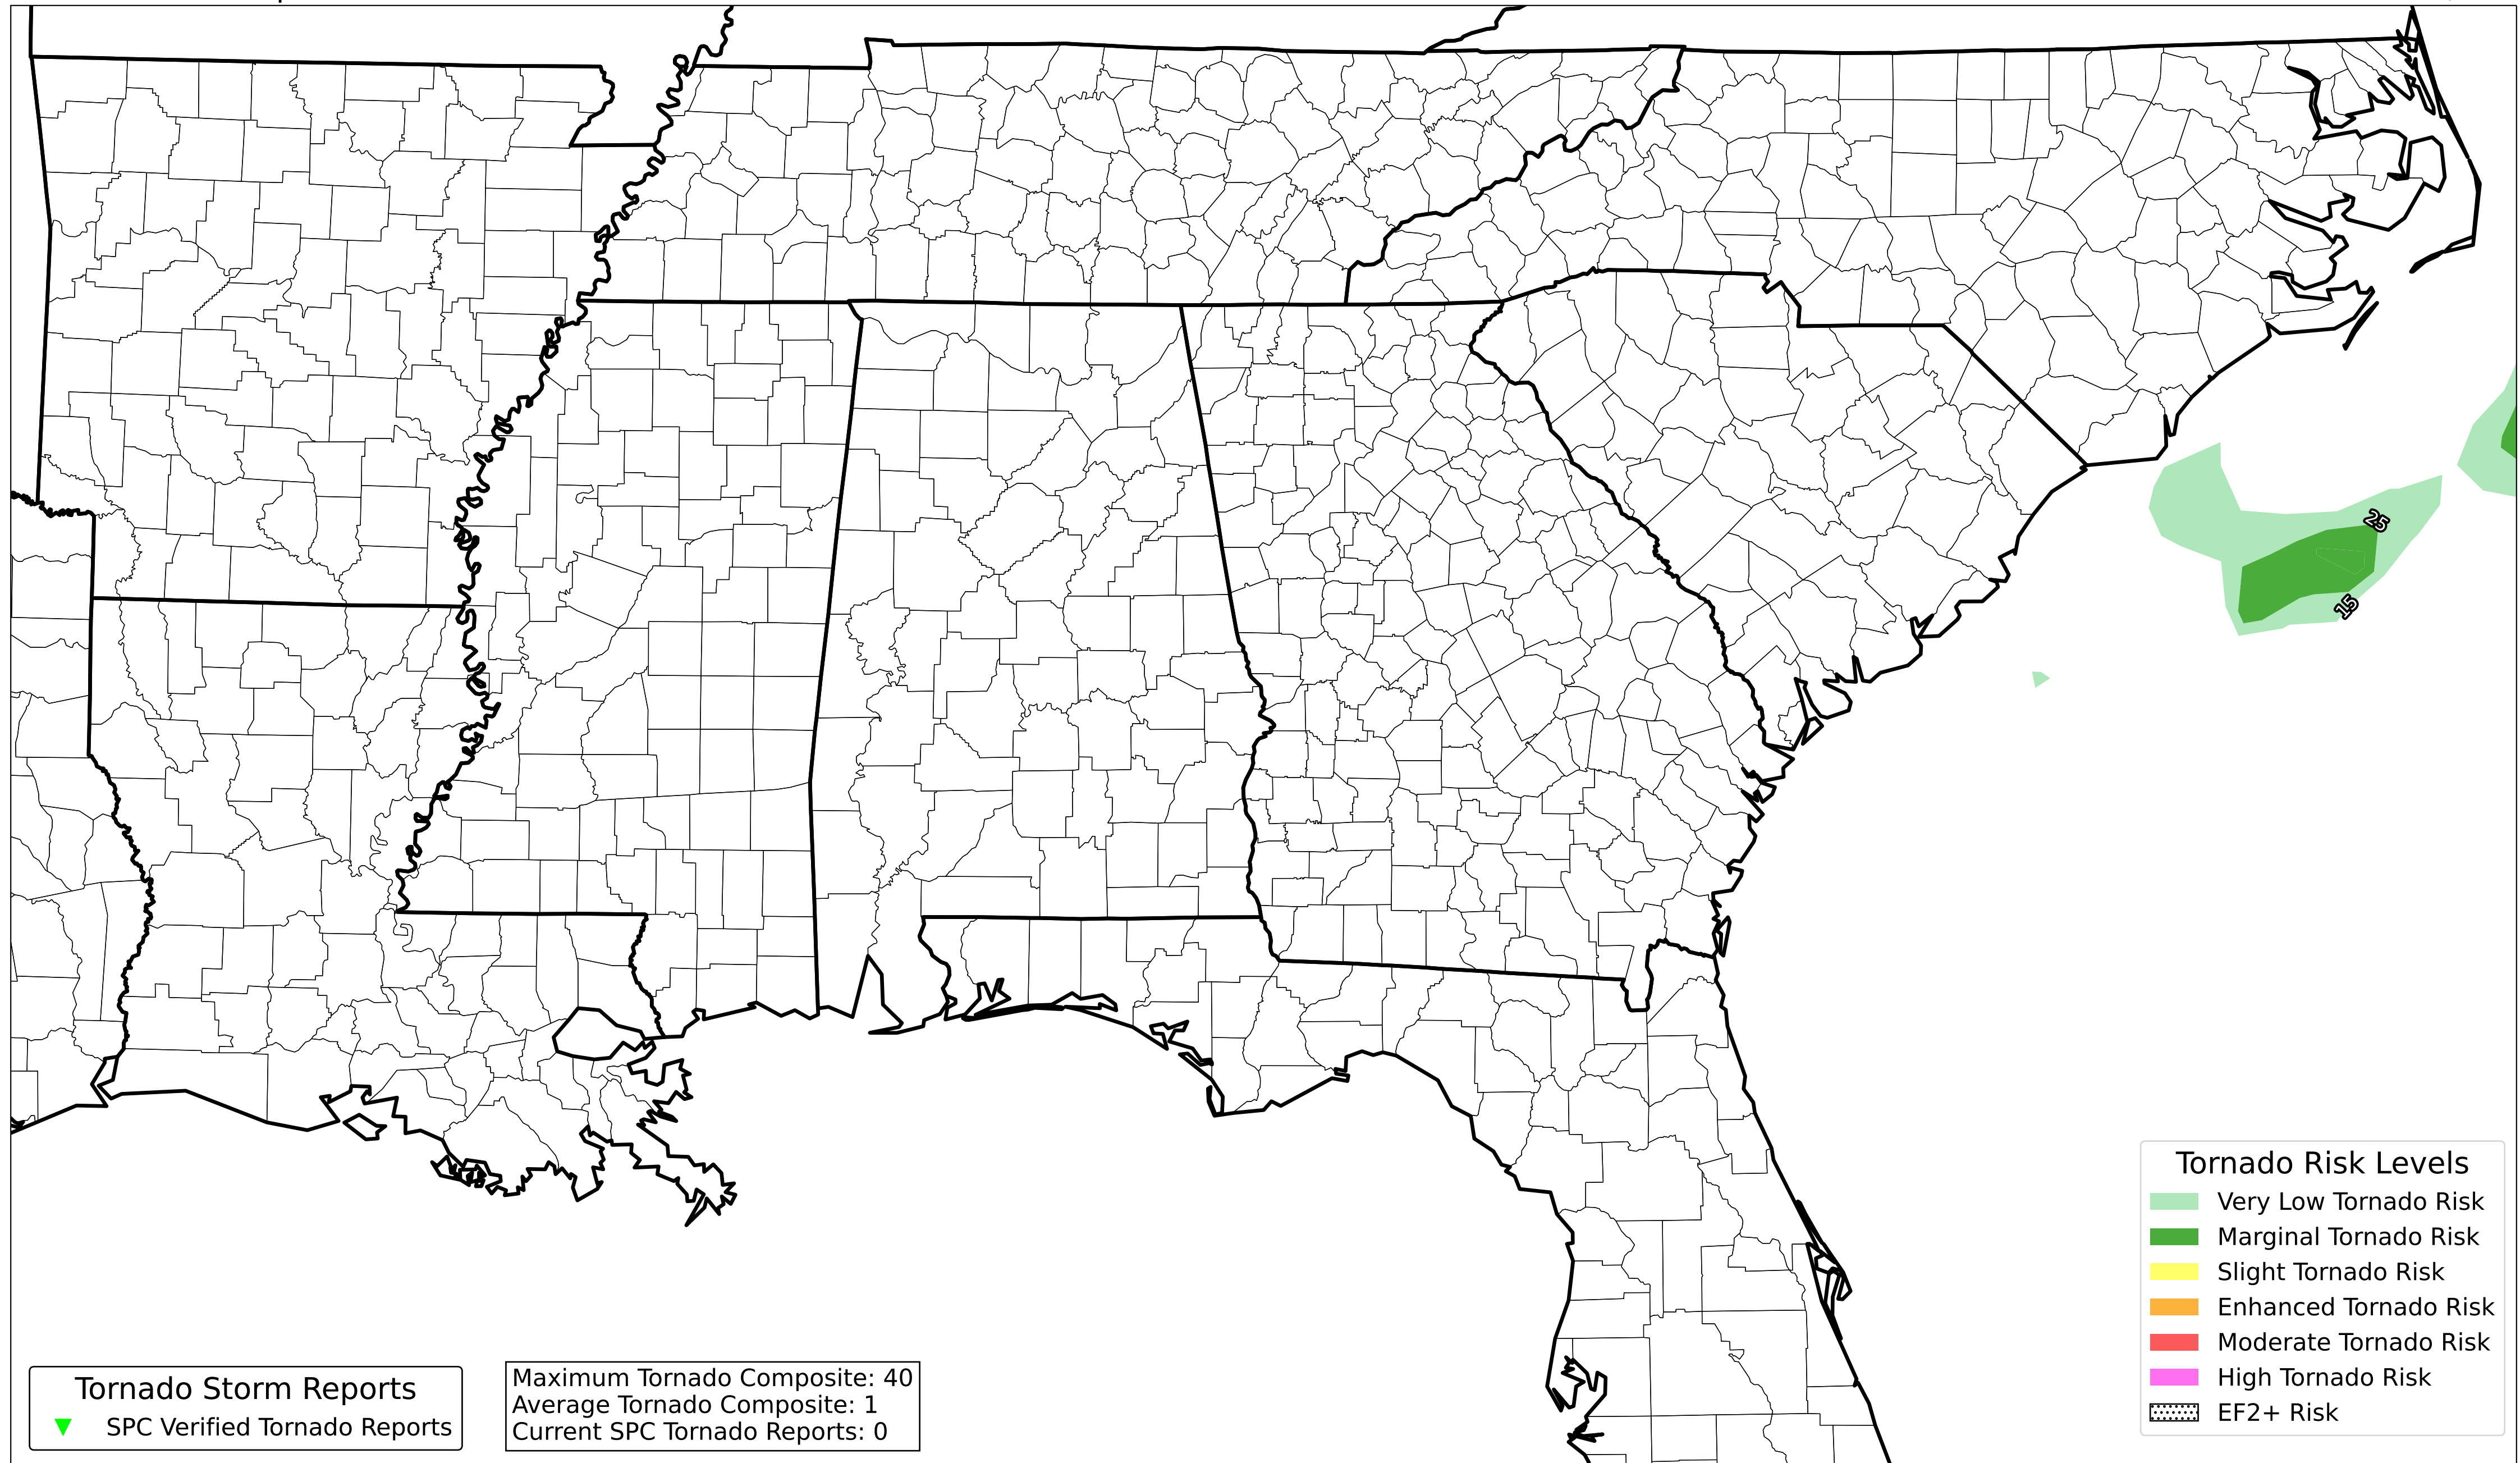 25
15
Tornado Risk Levels
Very Low Tornado Risk
Marginal Tornado Risk
Slight Tornado Risk
Enhanced Tornado Risk
Moderate Tornado Risk
High Tornado Risk
EF2+ Risk
Tornado Storm Reports
SPC Verified Tornado Reports
Maximum Tornado Composite: 40
Average Tornado Composite: 1
Current SPC Tornado Reports: 0